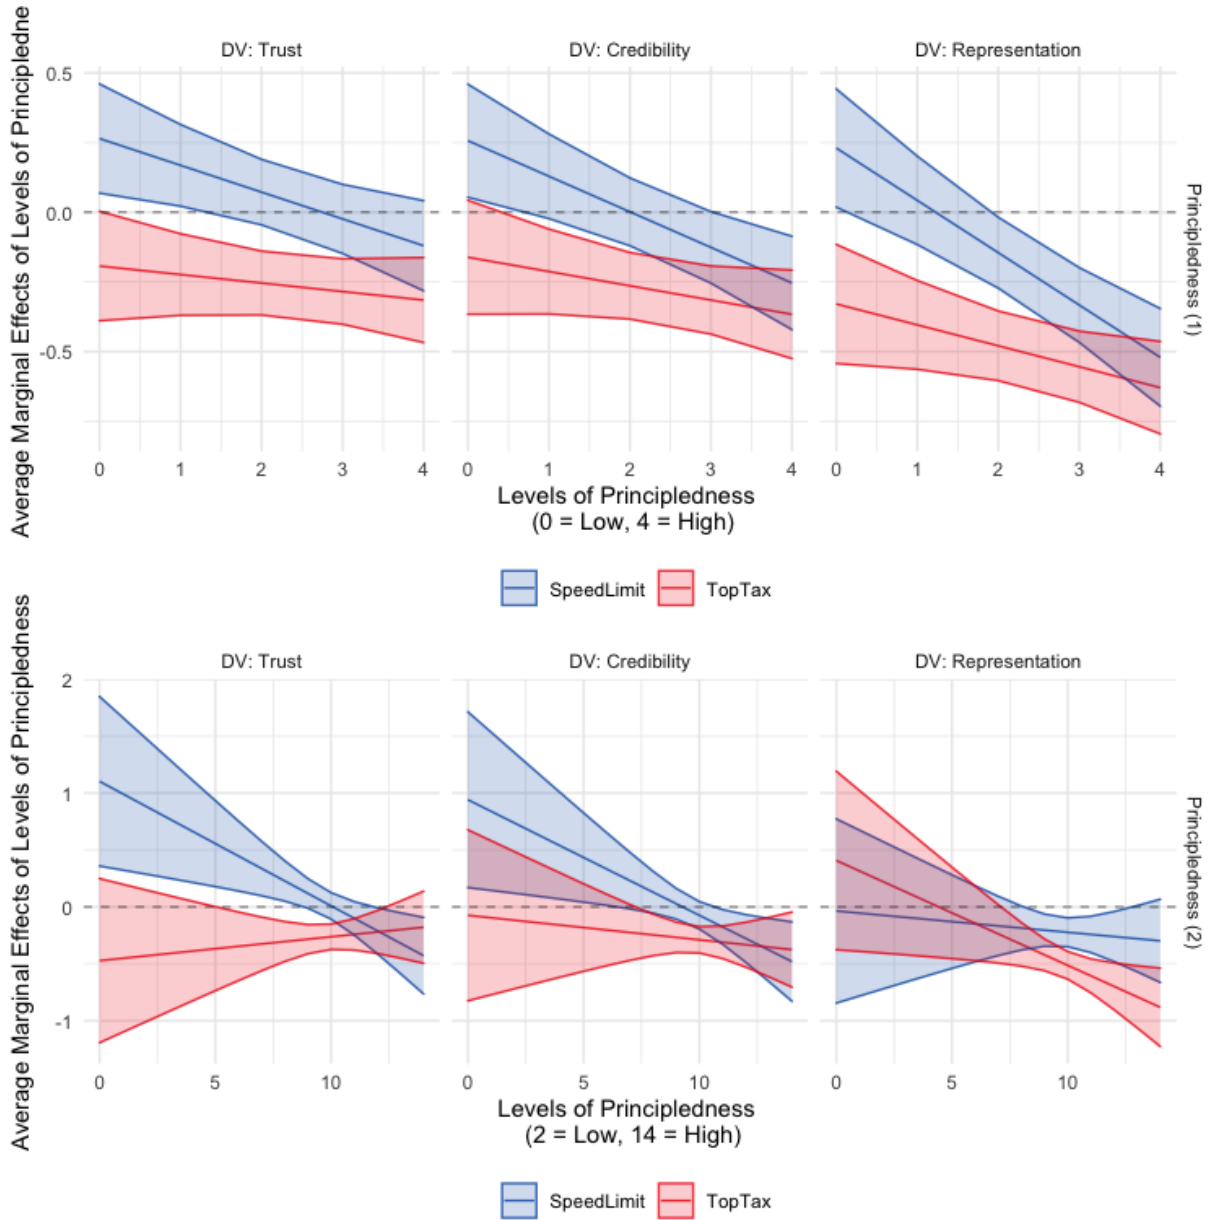 Average Marginal Effects of Levels of Principledne
DV: Trust DV: Credibility DV: Representation
0.5
0.0
-0.5
Principledness (1)
0 1 2 3 4 0 1 2 3 4 0 1 2 3 4
Levels of Principledness
(0 = Low, 4 = High)
SpeedLimit TopTax
Average Marginal Effects of Levels of Principledness
DV: Trust DV: Credibility DV: Representation
2
1
0
-1
Principledness (2)
0 5 10 0 5 10 0 5 10
Levels of Principledness
(2 = Low, 14 = High)
SpeedLimit TopTax